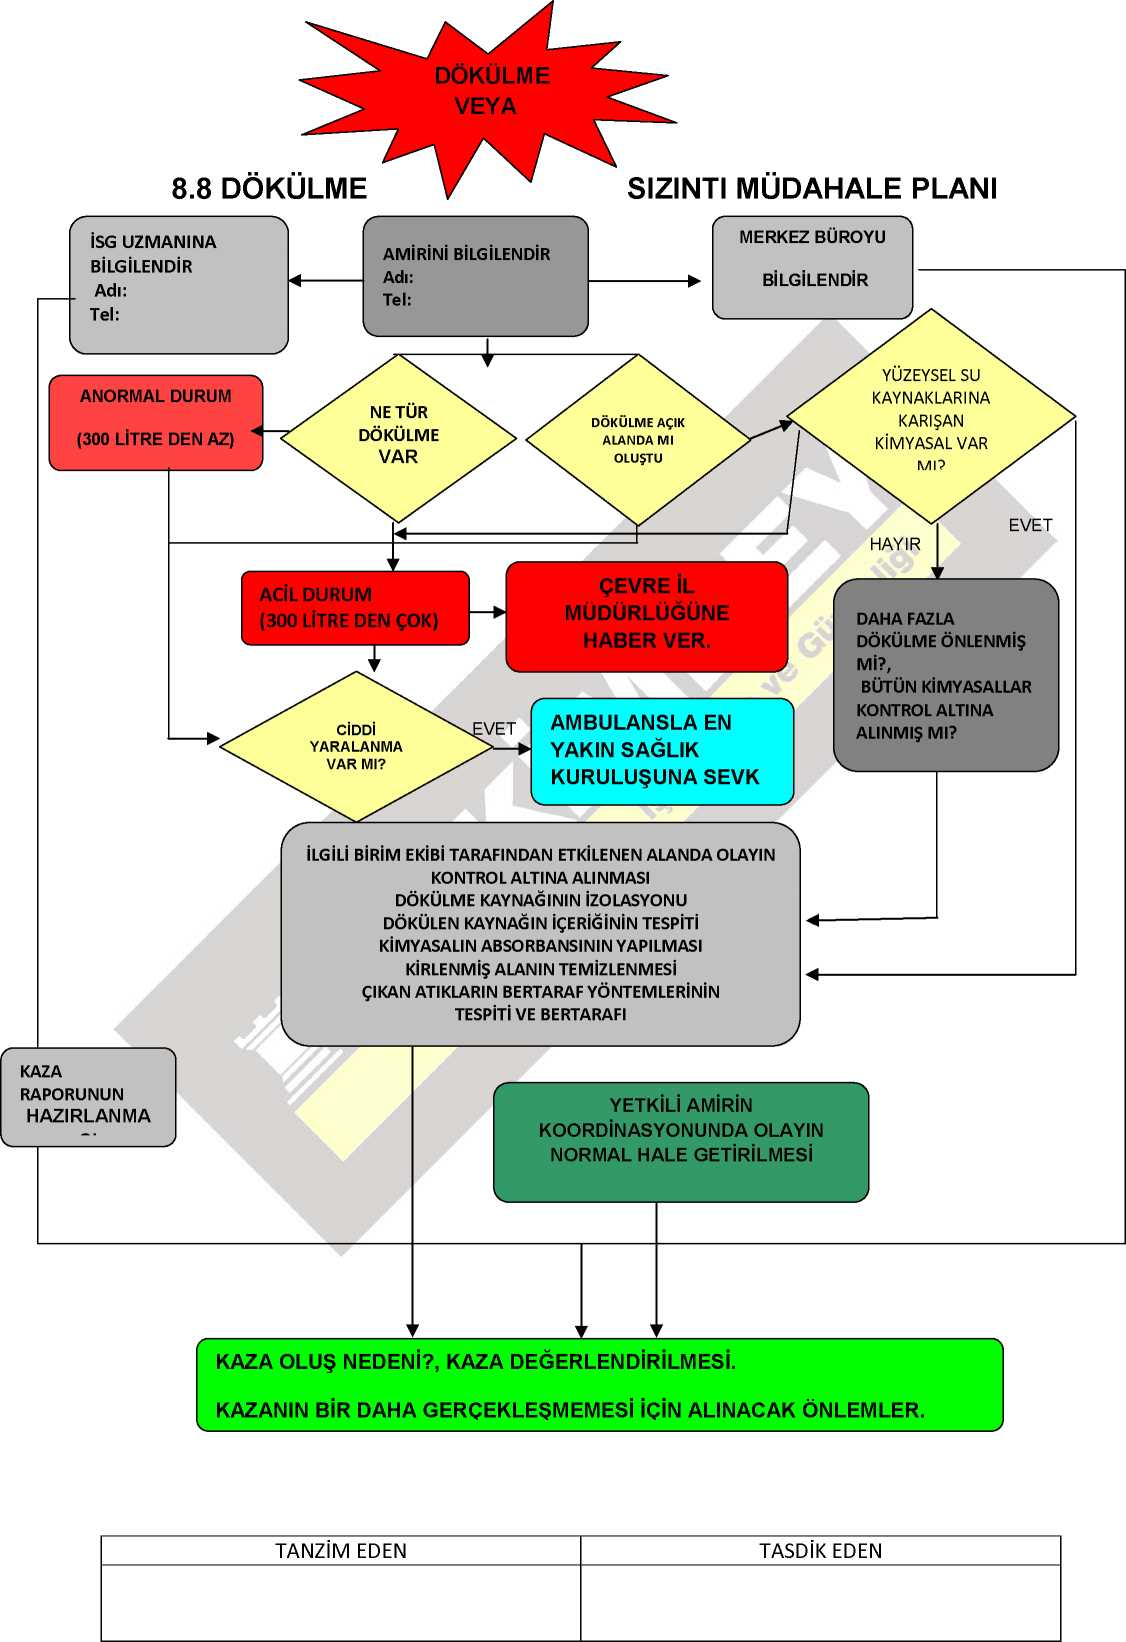 DÖKÜLME
VEYA
8.8 DÖKÜLME SIZINTI MÜDAHALE PLANI
İSG UZMANINA
BİLGİLENDİR
Adı:
Tel:
AMİRİNİ BİLGİLENDİR
Adı:
Tel:
MERKEZ BÜROYU
BİLGİLENDİR
ANORMAL DURUM
(300 LİTRE DEN AZ)
NE TÜR
DÖKÜLME
VAR
DÖKÜLME AÇIK
ALANDA MI
OLUŞTU
YÜZEYSEL SU
KAYNAKLARINA
KARIŞAN
KİMYASAL VAR
MI?
EVET
HAYIR
ACİL DURUM
(300 LİTRE DEN ÇOK)
ÇEVRE İL
MÜDÜRLÜĞÜNE
HABER VER.
DAHA FAZLA
DÖKÜLME ÖNLENMİŞ
Mİ?,
BÜTÜN KİMYASALLAR
KONTROL ALTINA
ALINMIŞ MI?
CİDDİ
YARALANMA
VAR MI?
EVET
AMBULANSLA EN
YAKIN SAĞLIK
KURULUŞUNA SEVK
İLGİLİ BİRİM EKİBİ TARAFINDAN ETKİLENEN ALANDA OLAYIN
KONTROL ALTINA ALINMASI
DÖKÜLME KAYNAĞININ İZOLASYONU
DÖKÜLEN KAYNAĞIN İÇERİĞİNİN TESPİTİ
KİMYASALIN ABSORBANSININ YAPILMASI
KİRLENMİŞ ALANIN TEMİZLENMESİ
ÇIKAN ATIKLARIN BERTARAF YÖNTEMLERİNİN
TESPİTİ VE BERTARAFI
KAZA
RAPORUNUN
HAZIRLANMA
YETKİLİ AMİRİN
KOORDİNASYONUNDA OLAYIN
NORMAL HALE GETİRİLMESİ
KAZA OLUŞ NEDENİ?, KAZA DEĞERLENDİRİLMESİ.
KAZANIN BİR DAHA GERÇEKLEŞMEMESİ İÇİN ALINACAK ÖNLEMLER.
TANZİM EDEN
TASDİK EDEN